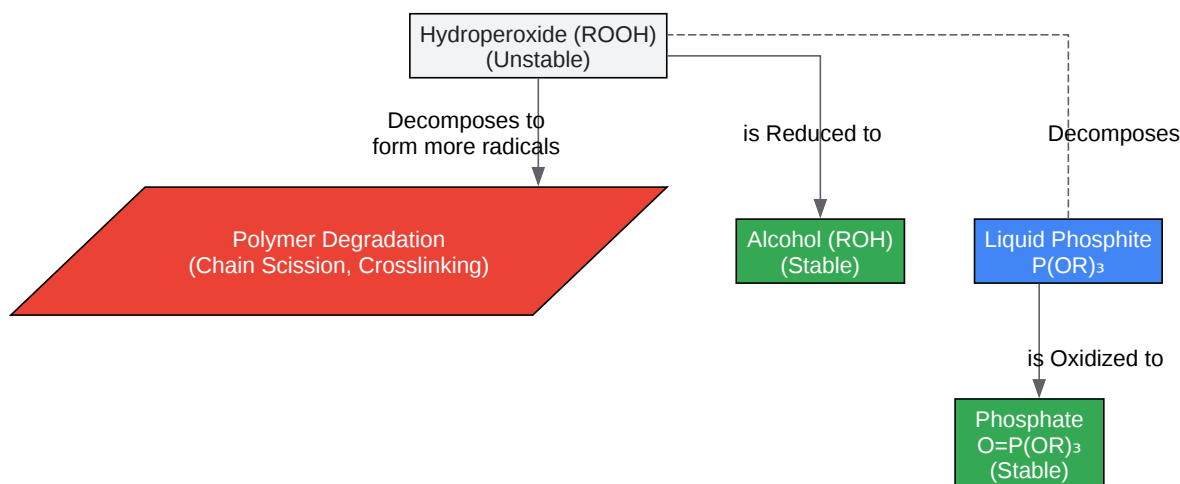 Hydroperoxide (ROOH)
(Unstable)
Decomposes to
form more radicals
is Reduced to
Decomposes
Polymer Degradation
(Chain Scission, Crosslinking)
Alcohol (ROH)
(Stable)
Liquid Phosphite
P(OR)₃
is Oxidized to
Phosphate
O=P(OR)₃
(Stable)